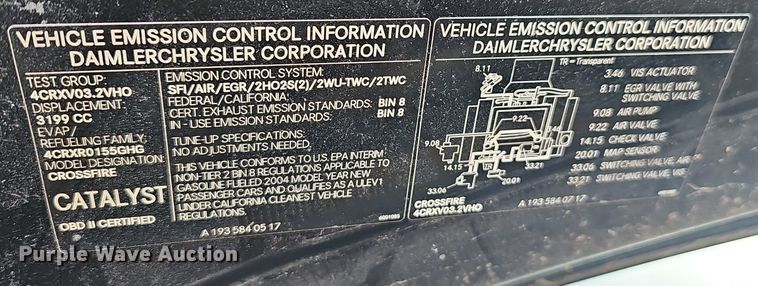 VEHICLE EMISSION CONTROL INFORMATION
DAIMLERCHRYSLER CORPORATION
TEST GROUP:
4CRXV03.2VHO
DISPLACEMENT:
3199 CC
EVAP/
REFUELING FAMILY:
4CRXR0155GHG
MODEL DESIGNATION:
CROSSFIRE
CATALYST
OBD II CERTIFIED
EMISSION CONTROL SYSTEM:
SFI/AIR/EGR/2HO2S(2)/2WU-TWC/2TWC
FEDERAL/CALIFORNIA:
CERT. EXHAUST EMISSION STANDARDS: BIN 8
IN - USE EMISSION STANDARDS: BIN 8
TUNE-UP SPECIFICATIONS:
NO ADJUSTMENTS NEEDED.
THIS VEHICLE CONFORMS TO U.S. EPA INTERIM
NON-TIER 2 BIN 8 REGULATIONS, APPLICABLE TO
GASOLINE FUELED 2004 MODEL YEAR NEW
PASSENGER CARS AND QUALIFIES AS A ULEV1
UNDER CALIFORNIA CLEANEST VEHICLE
REGULATION.
A 193 584 05 17
VEHICLE EMISSION CONTROL INFORMATION
DAIMLERCHRYSLER CORPORATION
TR = Transparent
3.46 VIS ACTUATOR
8.11 EGR VALVE WITH
SWITCHING VALVE
9.08 AIR PUMP
9.22 AIR VALVE
14.15 CHECK VALVE
20.01 MAP SENSOR
33.06 SWITCHING VALVE, AIR
33.21 SWITCHING VALVE, VIS
8.11
9.22
9.08
14.15
3.46
33.21
20.01
33.06
CROSSFIRE
4CRXV03.2VHO
A 193 584 07 17
Purple Wave Auction